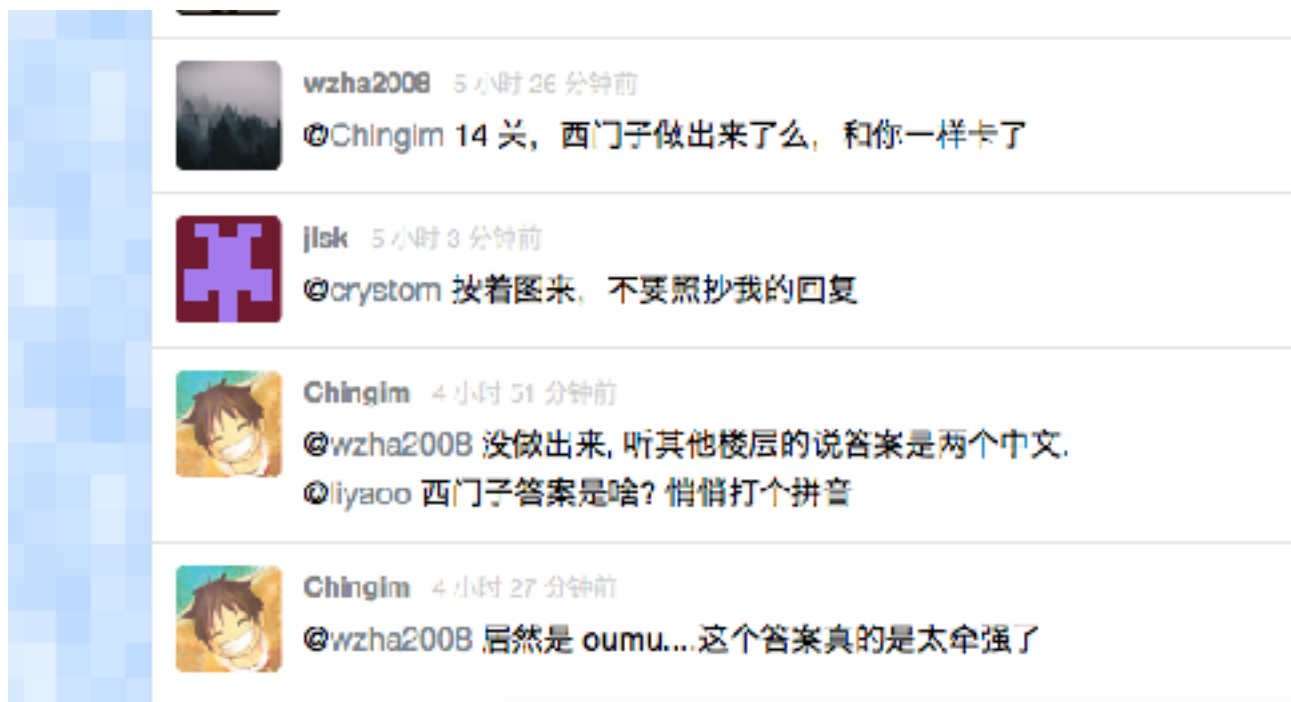 wzha2008 5 小时 26 分钟前
@Chingim 14 关，西门子做出来了么，和你一样卡了
jlsk 5 小时 3 分钟前
@crystom 按着图来，不要照抄我的回复
Chingim 4 小时 51 分钟前
@wzha2008 没做出来, 听其他楼层的说答案是两个中文.
@liyaoo 西门子答案是啥? 悄悄打个拼音
Chingim 4 小时 27 分钟前
@wzha2008 居然是 oumu....这个答案真的是太牵强了